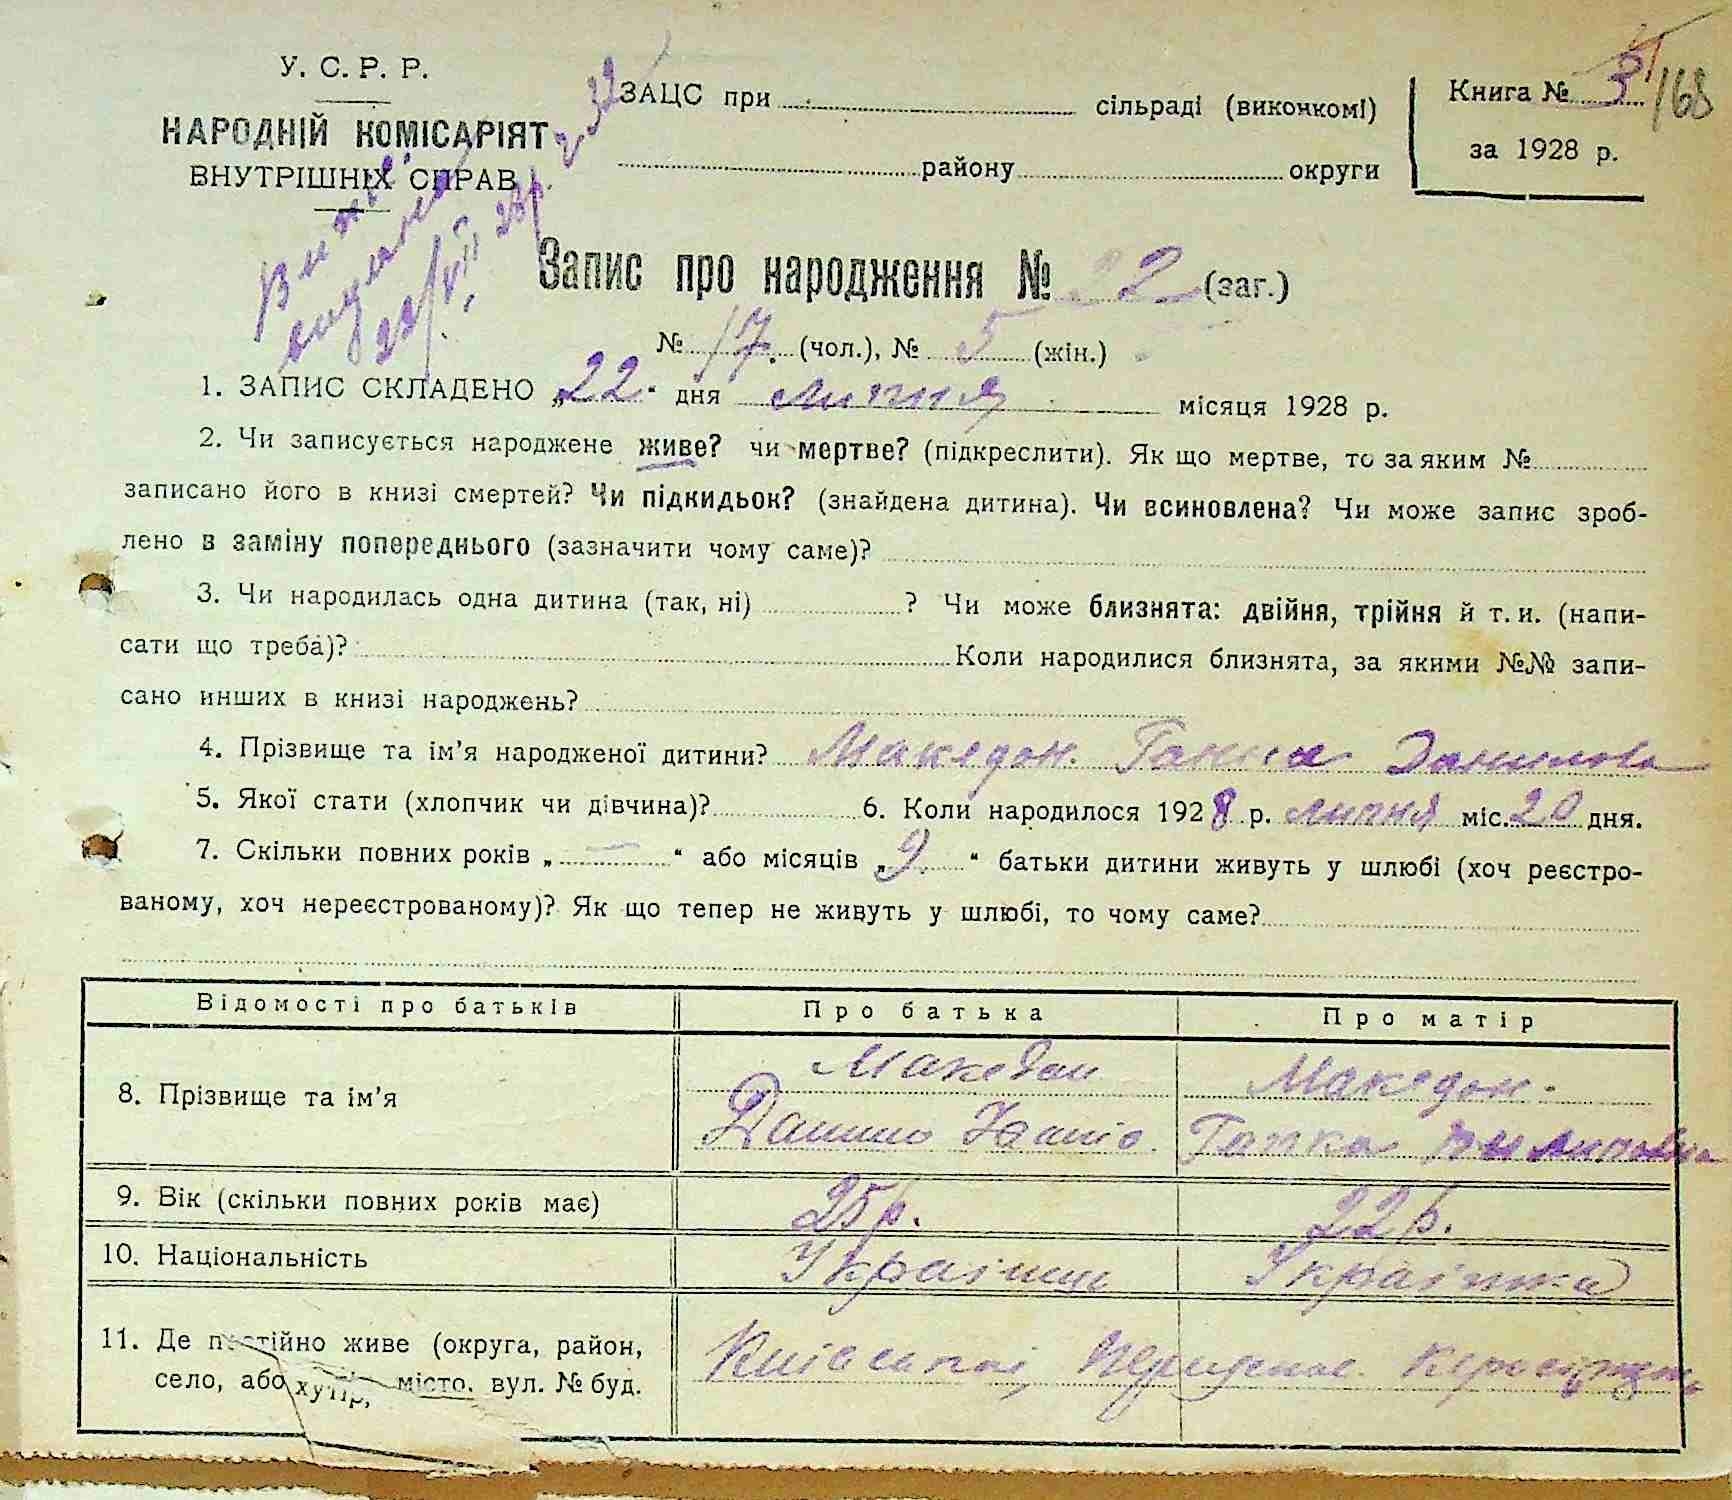 У. С. Р. Р.
НАРОДНІЙ КОМІСАРІЯТ
ВНУТРІШНІХ СПРАВ
ЗАЦС при сільраді (виконкомі)
району округи
Книга № 3
/168
за 1928 р.
Запис про народження № 22 (заг.)
№ 17. (чол.), № 5 (жін.)
1. ЗАПИС СКЛАДЕНО „22“ дня липня місяця 1928 р.
2. Чи записується народжене живе? чи мертве? (підкреслити). Як що мертве, то за яким №
записано його в книзі смертей? Чи підкидьок? (знайдена дитина). Чи всиновлена? Чи може запис зроб-
лено в заміну попереднього (зазначити чому саме)?
3. Чи народилась одна дитина (так, ні) ? Чи може близнята: двійня, трійня й т. и. (напи-
сати що треба)? Коли народилися близнята, за якими №№ запи-
сано инших в книзі народжень?
4. Прізвище та ім’я народженої дитини? Македон. Ганна Данилова
5. Якої стати (хлопчик чи дівчина)? 6. Коли народилося 1928 р. липня міс. 20 дня.
7. Скільки повних років „ — “ або місяців „9“ батьки дитини живуть у шлюбі (хоч реєстро-
ваному, хоч нереєстрованому)? Як що тепер не живуть у шлюбі, то чому саме?
Відомості про батьків Про батька Про матір
8. Прізвище та ім’я Македон Македон
Данило Гапка Пилиповна
9. Вік (скільки повних років має) 25 р. 22 р.
10. Національність Українець Українка
11. Де постійно живе (округа, район,
село, або хутір, місто, вул. № буд.